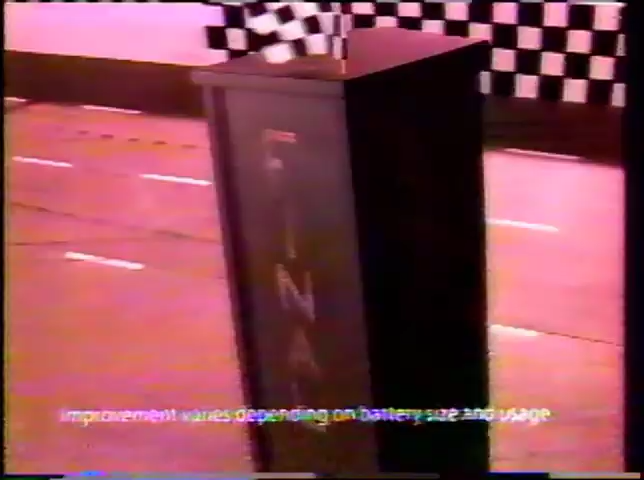 FINAL
Improvement varies depending on battery size and usage